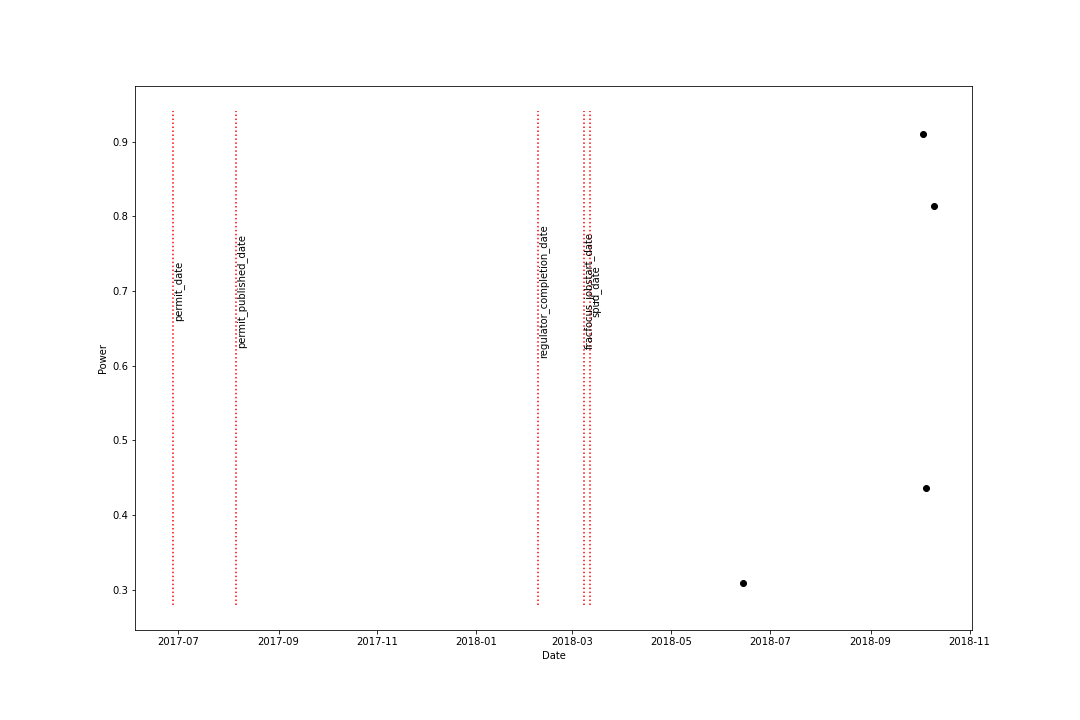 0.9
0.8
0.7
0.6
0.5
0.4
0.3
Power
permit_date
permit_published_date
regulator_completion_date
fracfocus_jobstart_date
spud_date
2017-07
2017-09
2017-11
2018-01
2018-03
2018-05
2018-07
2018-09
2018-11
Date